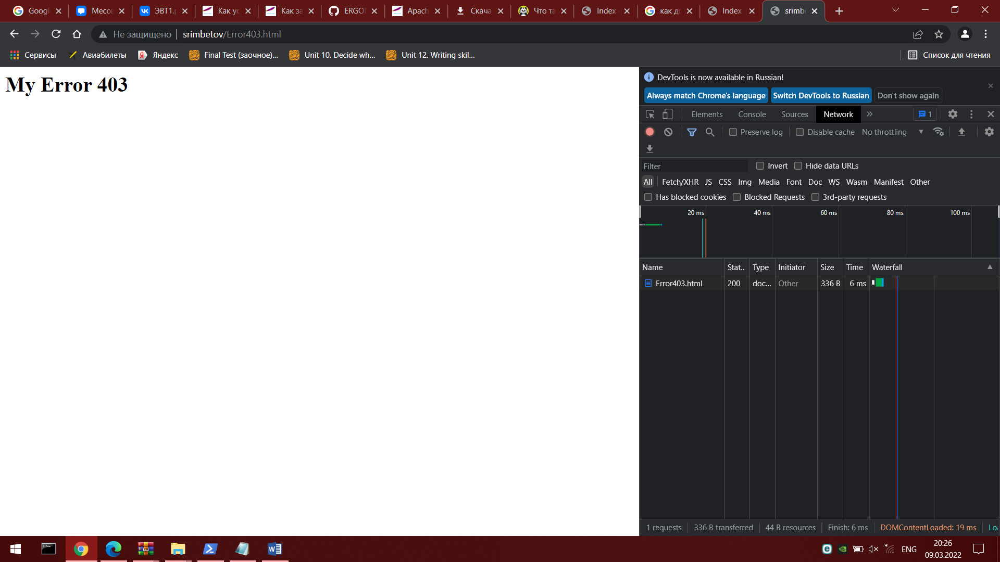 Googl
Мессе
ЭВТ1.p
Как ус
Как за
ERGO
Apach
Скача
Что та
Index
как до
Index
srimbe
Не защищено | srimbetov/Error403.html
Сервисы
Авиабилеты
Яндекс
Final Test (заочное)...
Unit 10. Decide wh...
Unit 12. Writing skil...
Список для чтения
My Error 403
DevTools is now available in Russian!
Always match Chrome's language
Switch DevTools to Russian
Don't show again
Elements
Console
Sources
Network
1
Preserve log
Disable cache
No throttling
Filter
Invert
Hide data URLs
All
Fetch/XHR
JS
CSS
Img
Media
Font
Doc
WS
Wasm
Manifest
Other
Has blocked cookies
Blocked Requests
3rd-party requests
20 ms
40 ms
60 ms
80 ms
100 ms
Name
Stat..
Type
Initiator
Size
Time
Waterfall
Error403.html
200
doc...
Other
336 B
6 ms
1 requests
336 B transferred
44 B resources
Finish: 6 ms
DOMContentLoaded: 19 ms
Lo
ENG
20:26
09.03.2022